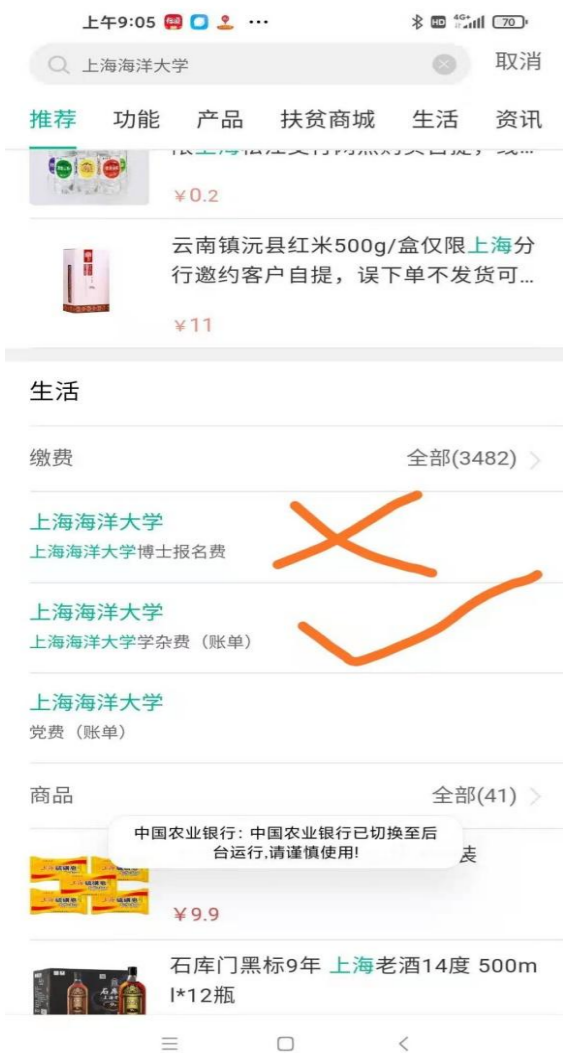 上午9:05
HD 4G+ 70
上海海洋大学
取消
推荐 功能 产品 扶贫商城 生活 资讯
¥0.2
云南镇沅县红米500g/盒仅限上海分
行邀约客户自提，误下单不发货可...
¥11
生活
缴费 全部(3482)
上海海洋大学
上海海洋大学博士报名费
上海海洋大学
上海海洋大学学杂费（账单）
上海海洋大学
党费（账单）
商品 全部(41)
中国农业银行: 中国农业银行已切换至后
台运行,请谨慎使用!
装
¥9.9
石库门黑标9年 上海老酒14度 500m
l*12瓶